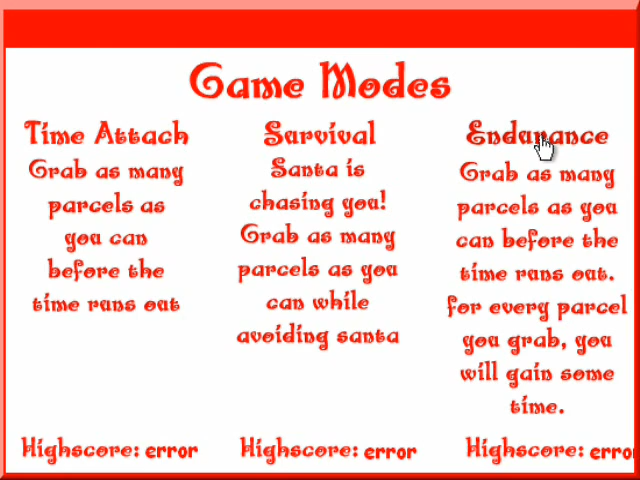 Game Modes
Time Attach
Grab as many
parcels as
you can
before the
time runs out
Highscore: error
Survival
Santa is
chasing you!
Grab as many
parcels as you
can while
avoiding santa
Highscore: error
Endurance
Grab as many
parcels as you
can before the
time runs out.
for every parcel
you grab, you
will gain some
time.
Highscore: error